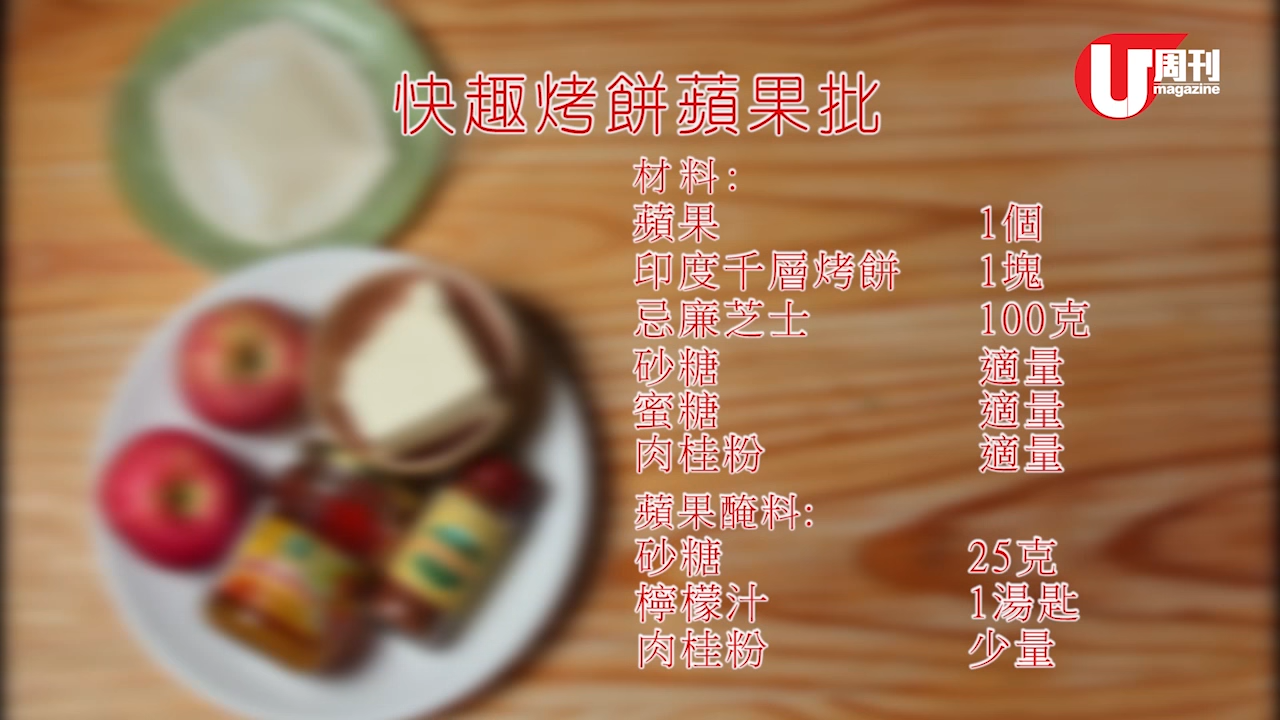 快趣烤餅蘋果批
U周刊
magazine
材料:
蘋果 1個
印度千層烤餅 1塊
忌廉芝士 100克
砂糖 適量
蜜糖 適量
肉桂粉 適量
蘋果醃料:
砂糖 25克
檸檬汁 1湯匙
肉桂粉 少量